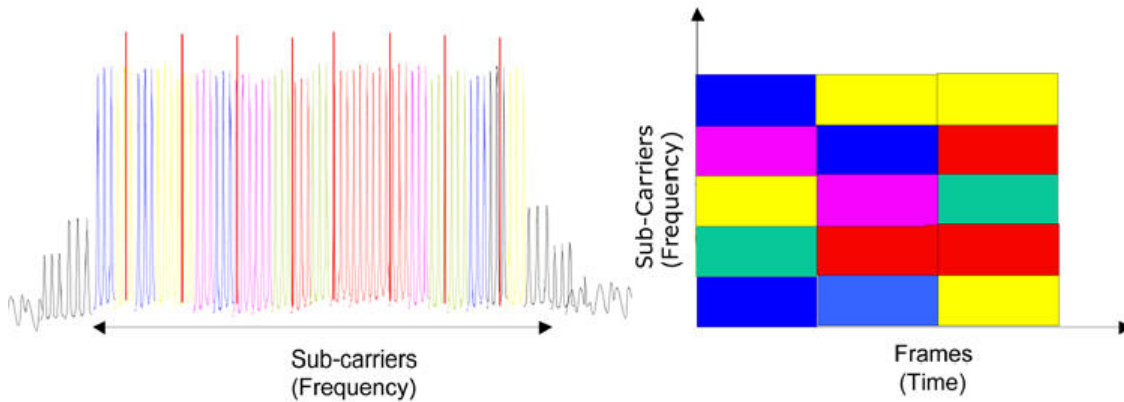 Sub-carriers
(Frequency)
Sub-Carriers
(Frequency)
Frames
(Time)